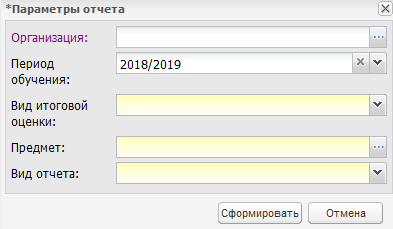 *Параметры отчета
Организация:
Период
обучения:
2018/2019
Вид итоговой
оценки:
Предмет:
Вид отчета:
Сформировать
Отмена